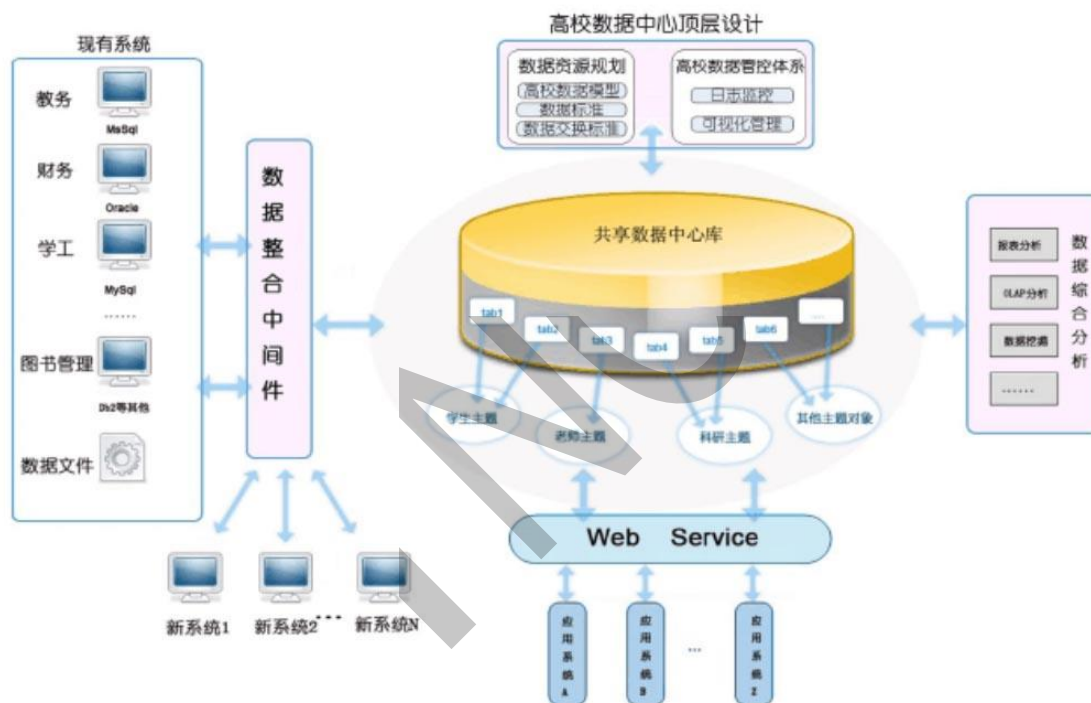 高校数据中心顶层设计
数据资源规划
高校数据模型
数据标准
数据交换标准
高校数据管控体系
日志监控
可视化管理
现有系统
教务
MsSql
财务
Oracle
学工
MySql
......
图书管理
Db2等其他
数据文件
数据整合中间件
新系统1
新系统2
...
新系统N
共享数据中心库
tab1
tab2
tab3
tab4
tab5
tab6
....
学生主题
老师主题
科研主题
其他主题对象
Web Service
应用系统A
应用系统B
...
应用系统Z
数据综合分析
报表分析
OLAP分析
数据挖掘
......